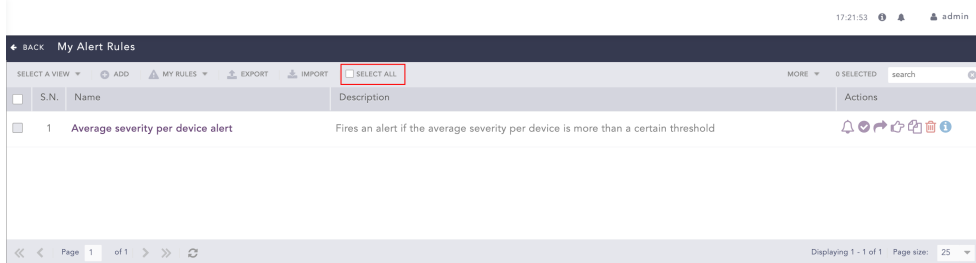 17:21:53 admin
BACK My Alert Rules
SELECT A VIEW ADD MY RULES EXPORT IMPORT SELECT ALL MORE 0 SELECTED search
S.N. Name Description Actions
1 Average severity per device alert Fires an alert if the average severity per device is more than a certain threshold
Page 1 of 1 Displaying 1 - 1 of 1 Page size: 25